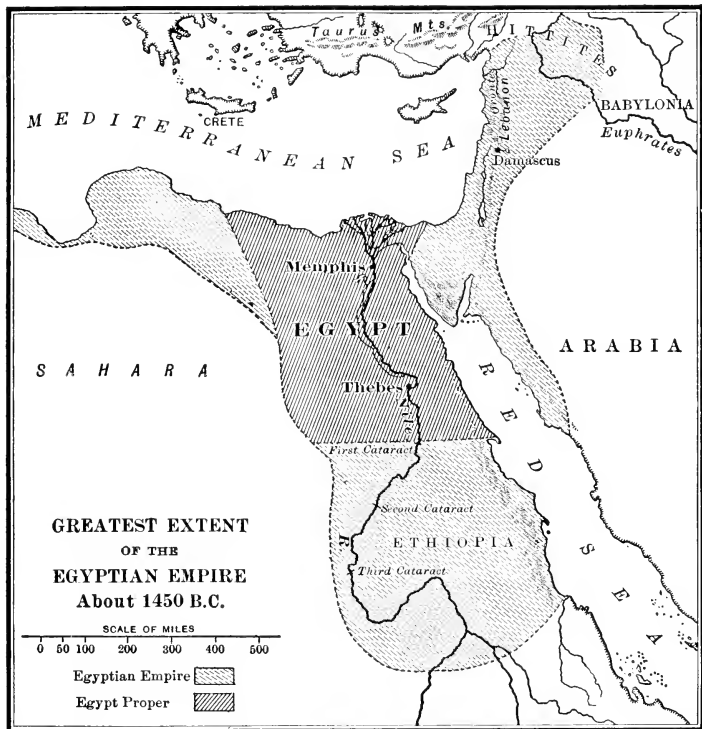 Taurus Mts.
HITTITES
BABYLONIA
Euphrates
Orontes
Lebanon
Damascus
CRETE
MEDITERRANEAN SEA
Memphis
EGYPT
Thebes
Nile
R.
SAHARA
ARABIA
RED SEA
First Cataract
Second Cataract
ETHIOPIA
Third Cataract
GREATEST EXTENT
OF THE
EGYPTIAN EMPIRE
About 1450 B.C.
SCALE OF MILES
0 50 100 200 300 400 500
Egyptian Empire
Egypt Proper